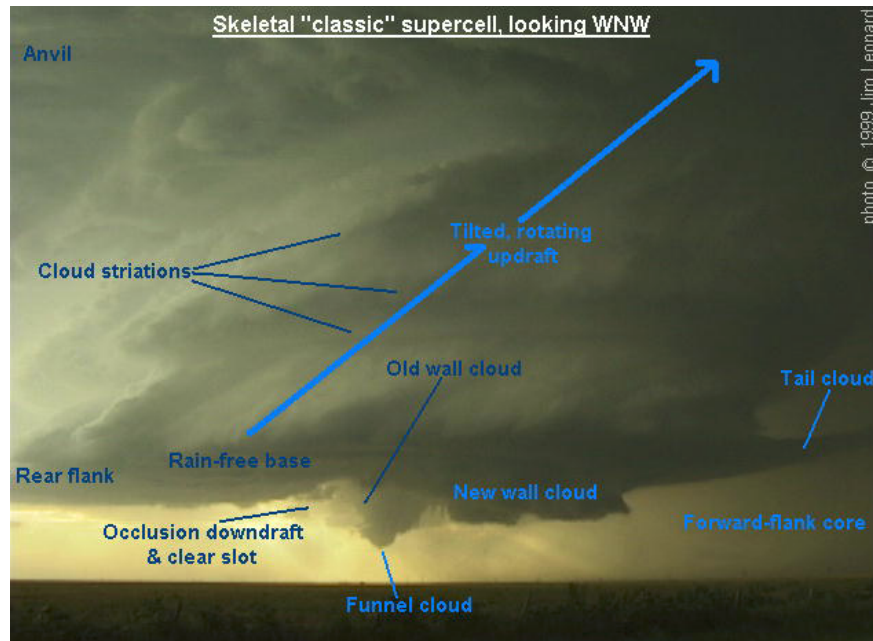 Skeletal "classic" supercell, looking WNW
Anvil
photo © 1999 Jim Leonard
Tilted, rotating
updraft
Cloud striations
Old wall cloud
Tail cloud
Rain-free base
Rear flank
New wall cloud
Forward-flank core
Occlusion downdraft
& clear slot
Funnel cloud